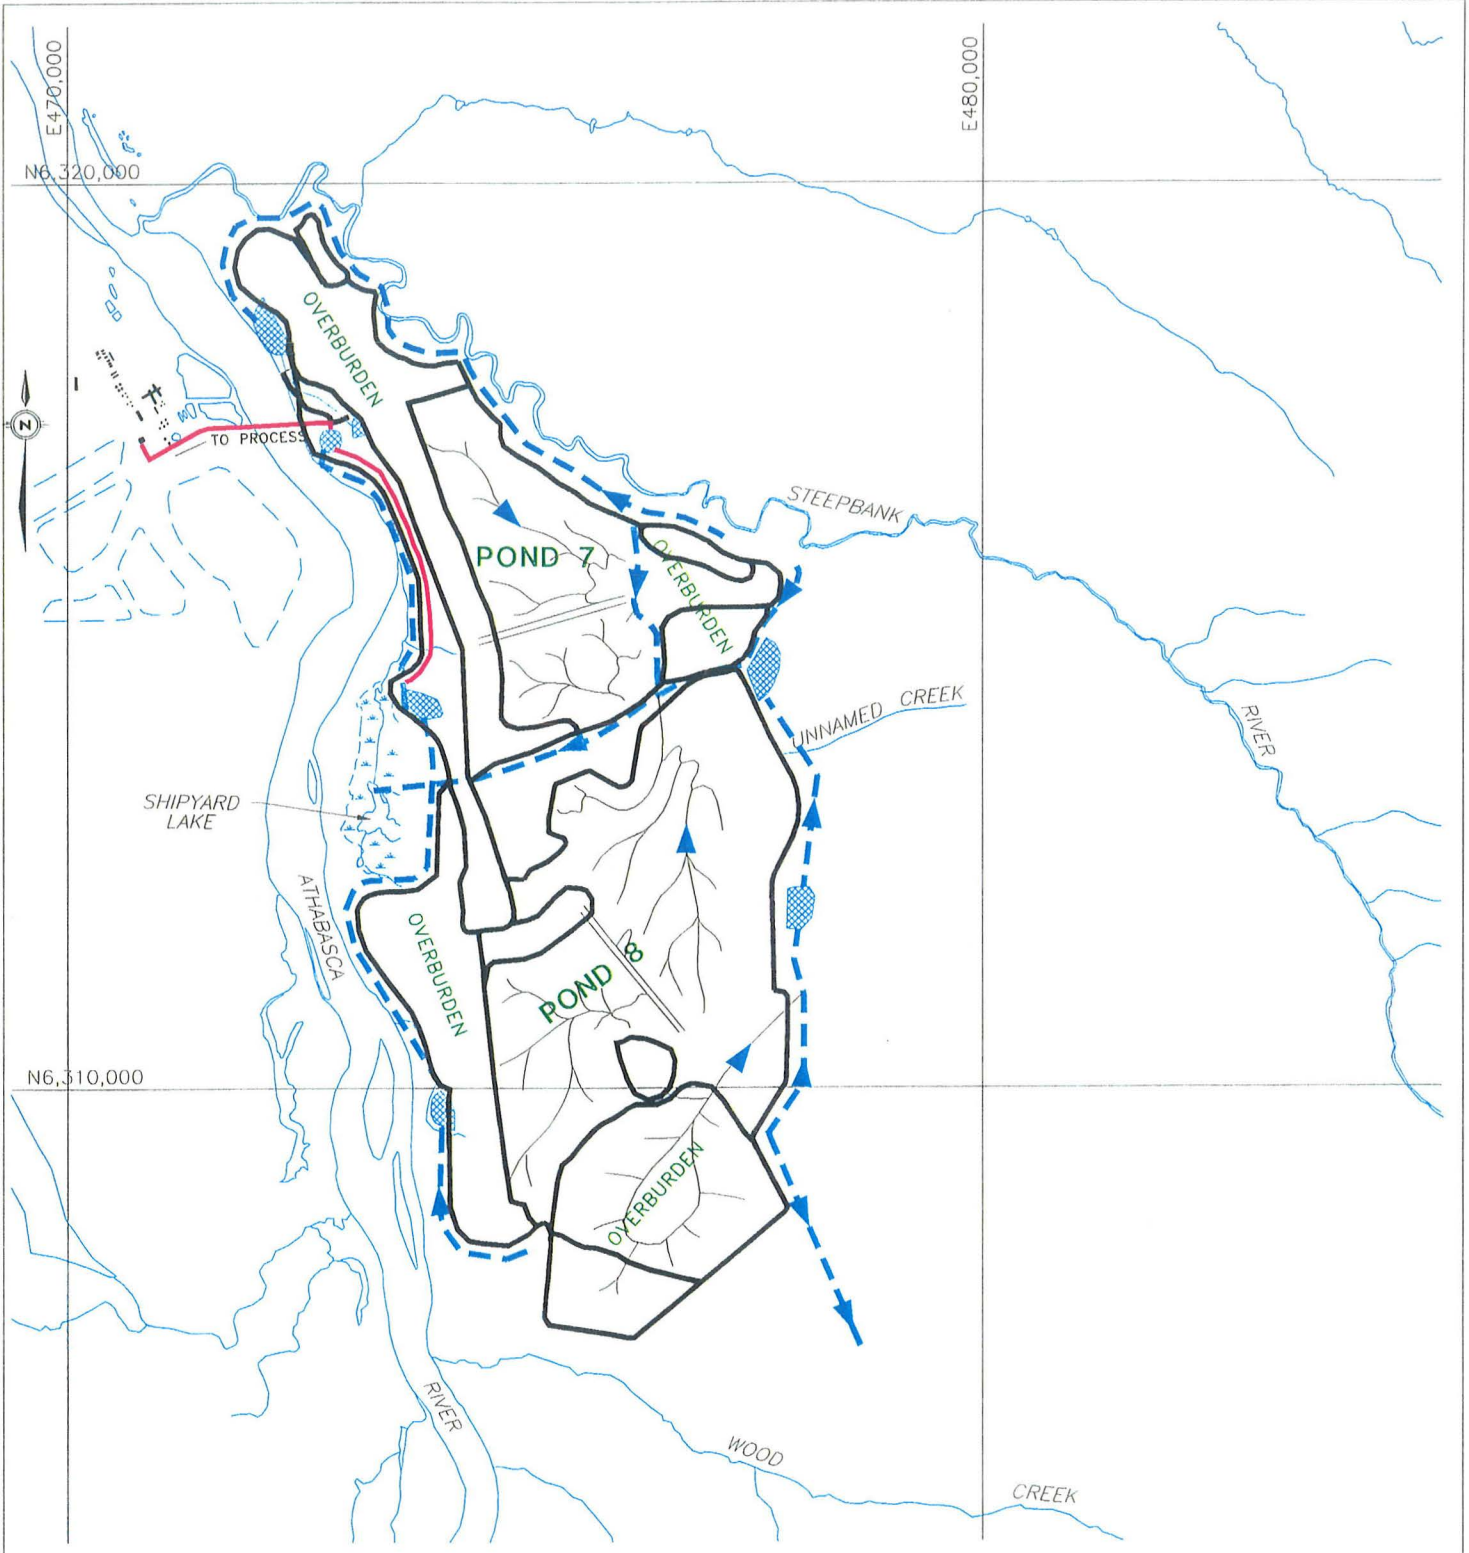 E470,000
E480,000
N6,320,000
OVERBURDEN
N
TO PROCESS
STEEPBANK
POND 7
OVERBURDEN
UNNAMED CREEK
RIVER
SHIPYARD
LAKE
ATHABASCA
OVERBURDEN
POND 8
N6,310,000
OVERBURDEN
RIVER
WOOD
CREEK